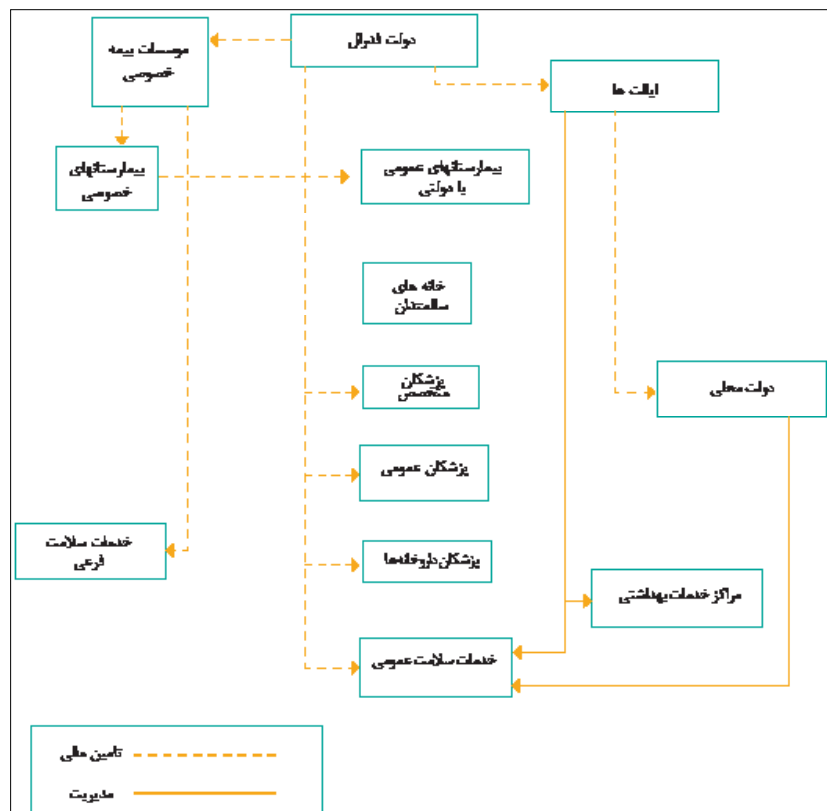 دولت فدرال
موسسات بیمه
خصوصی
ایالت ها
بیمارستانهای
خصوصی
بیمارستانهای عمومی
یا دولتی
خانه های
سالمندان
پزشکان
متخصص
دولت محلی
پزشکان عمومی
خدمات سلامت
فرعی
پزشکان داروخانه‌ها
مراکز خدمات بهداشتی
خدمات سلامت عمومی
تامین مالی
مدیریت